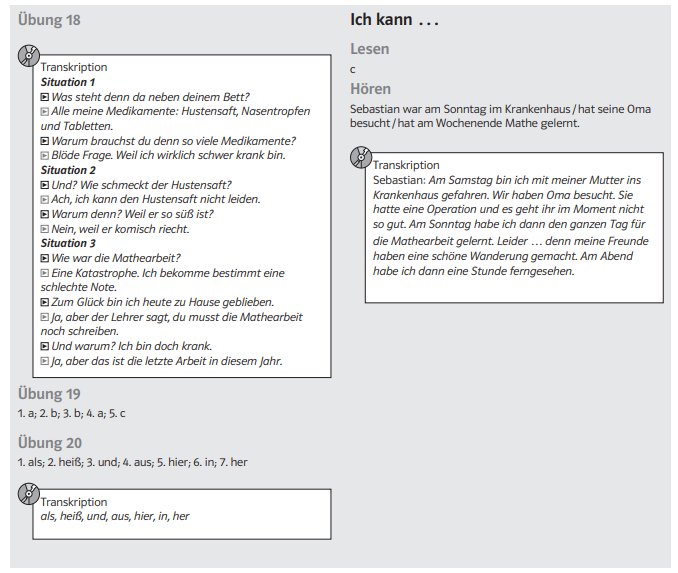 Übung 18
Transkription
Situation 1
Was steht denn da neben deinem Bett?
Alle meine Medikamente: Hustensaft, Nasentropfen
und Tabletten.
Warum brauchst du denn so viele Medikamente?
Blöde Frage. Weil ich wirklich schwer krank bin.
Situation 2
Und? Wie schmeckt der Hustensaft?
Ach, ich kann den Hustensaft nicht leiden.
Warum denn? Weil er so süß ist?
Nein, weil er komisch riecht.
Situation 3
Wie war die Mathearbeit?
Eine Katastrophe. Ich bekomme bestimmt eine
schlechte Note.
Zum Glück bin ich heute zu Hause geblieben.
Ja, aber der Lehrer sagt, du musst die Mathearbeit
noch schreiben.
Und warum? Ich bin doch krank.
Ja, aber das ist die letzte Arbeit in diesem Jahr.
Übung 19
1. a; 2. b; 3. b; 4. a; 5. c
Übung 20
1. als; 2. heiß; 3. und; 4. aus; 5. hier; 6. in; 7. her
Transkription
als, heiß, und, aus, hier, in, her
Ich kann ...
Lesen
c
Hören
Sebastian war am Sonntag im Krankenhaus / hat seine Oma
besucht / hat am Wochenende Mathe gelernt.
Transkription
Sebastian: Am Samstag bin ich mit meiner Mutter ins
Krankenhaus gefahren. Wir haben Oma besucht. Sie
hatte eine Operation und es geht ihr im Moment nicht
so gut. Am Sonntag habe ich dann den ganzen Tag für
die Mathearbeit gelernt. Leider ... denn meine Freunde
haben eine schöne Wanderung gemacht. Am Abend
habe ich dann eine Stunde ferngesehen.